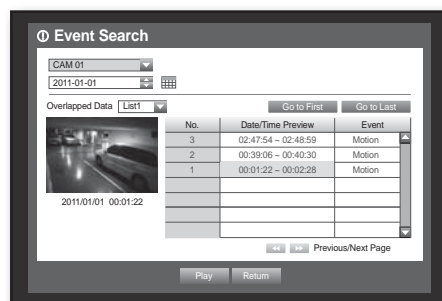 Event Search
CAM 01
2011-01-01
Overlapped Data List1 Go to First Go to Last
No. Date/Time Preview Event
3 02:47:54 ~ 02:48:59 Motion
2 00:39:06 ~ 00:40:30 Motion
1 00:01:22 ~ 00:02:28 Motion
2011/01/01 00:01:22
Previous/Next Page
Play Return